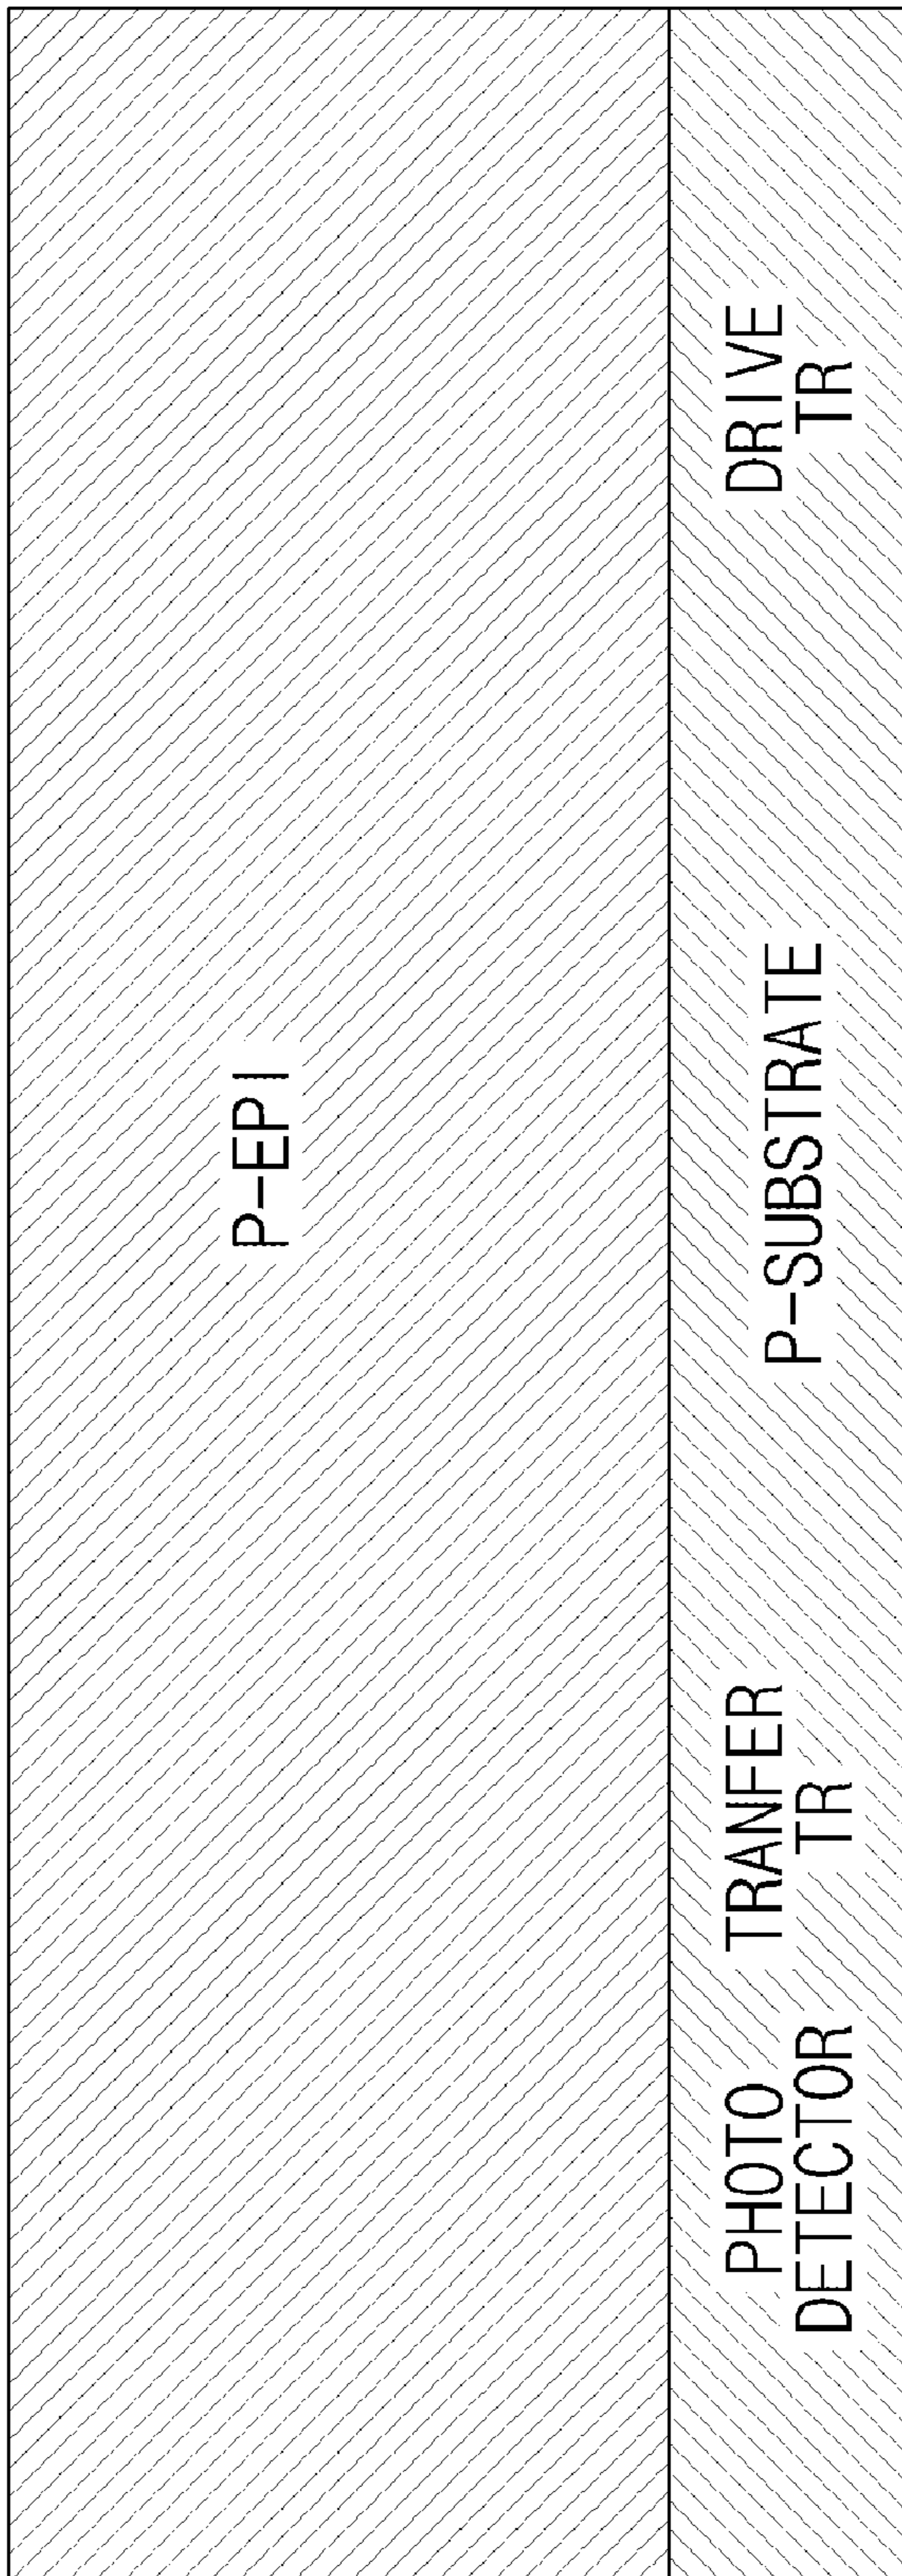 P-EPI
PHOTO
DETECTOR
TRANFER
TR
P-SUBSTRATE
DRIVE
TR